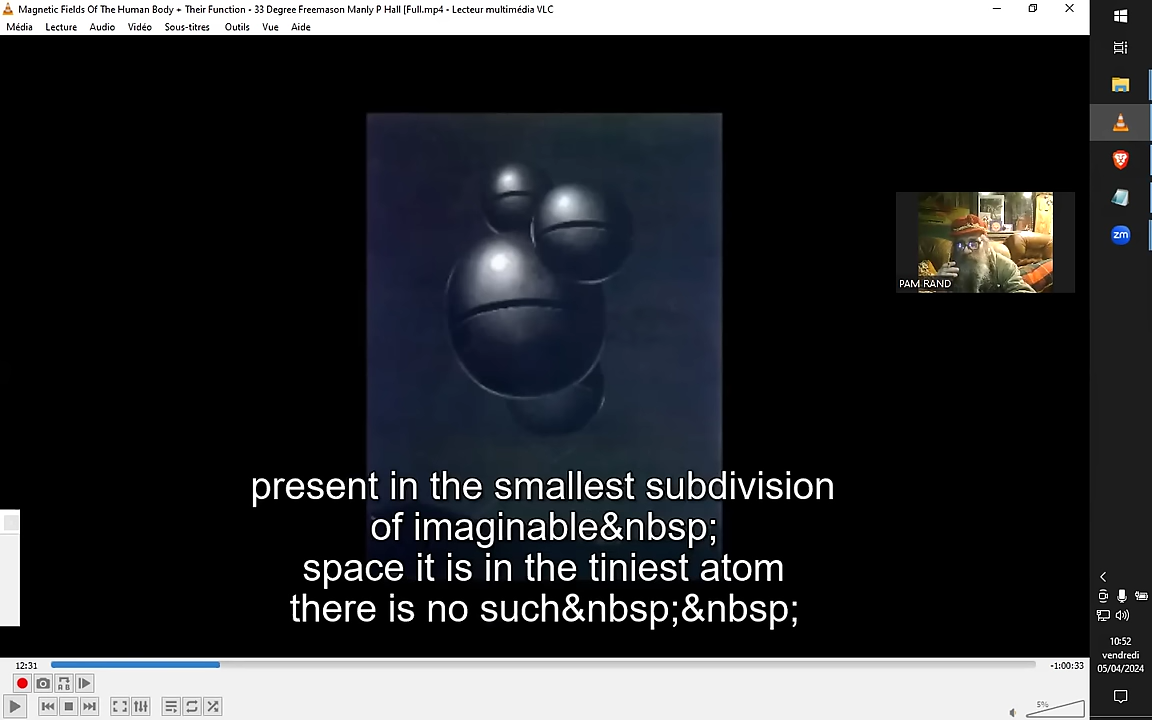 Magnetic Fields Of The Human Body + Their Function - 33 Degree Freemason Manly P Hall [Full.mp4 - Lecteur multimédia VLC
Média Lecture Audio Vidéo Sous-titres Outils Vue Aide
PAM RAND
zm
present in the smallest subdivision
of imaginable&nbsp;
space it is in the tiniest atom
there is no such&nbsp;&nbsp;
12:31
-1:00:33
5%
10:52
vendredi
05/04/2024